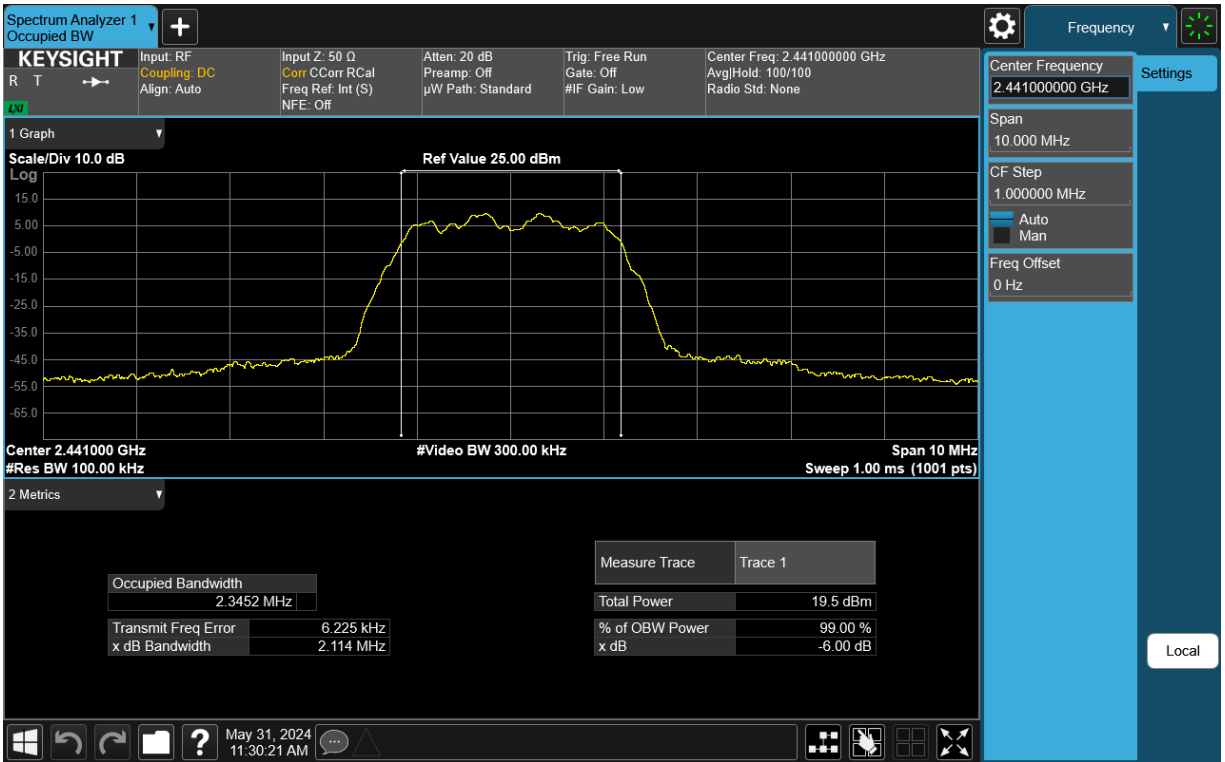 Spectrum Analyzer 1
Occupied BW
Frequency
KEYSIGHT
R T
LXI
Input: RF
Coupling: DC
Align: Auto
Input Z: 50 Ω
Corr CCorr RCal
Freq Ref: Int (S)
NFE: Off
Atten: 20 dB
Preamp: Off
µW Path: Standard
Trig: Free Run
Gate: Off
#IF Gain: Low
Center Freq: 2.441000000 GHz
Avg|Hold: 100/100
Radio Std: None
Center Frequency
2.441000000 GHz
Settings
Span
10.000 MHz
CF Step
1.000000 MHz
Auto
Man
Freq Offset
0 Hz
Local
1 Graph
Scale/Div 10.0 dB
Ref Value 25.00 dBm
Log
15.0
5.00
-5.00
-15.0
-25.0
-35.0
-45.0
-55.0
-65.0
Center 2.441000 GHz
#Video BW 300.00 kHz
Span 10 MHz
#Res BW 100.00 kHz
Sweep 1.00 ms (1001 pts)
2 Metrics
Measure Trace Trace 1
Occupied Bandwidth
2.3452 MHz
Total Power 19.5 dBm
Transmit Freq Error 6.225 kHz
% of OBW Power 99.00 %
x dB Bandwidth 2.114 MHz
x dB -6.00 dB
May 31, 2024
11:30:21 AM